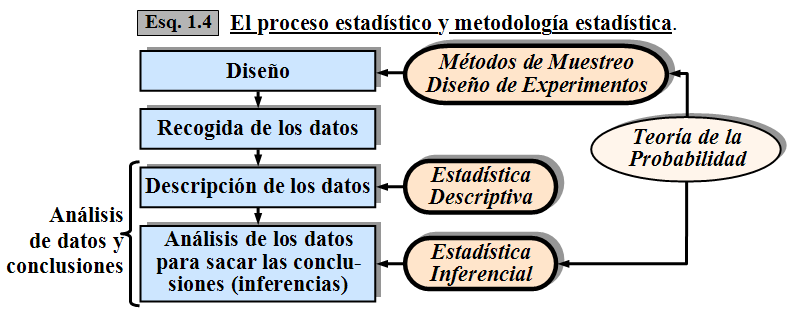 Esq. 1.4 El proceso estadístico y metodología estadística.
Diseño
Métodos de Muestreo
Diseño de Experimentos
Recogida de los datos
Teoría de la
Probabilidad
Descripción de los datos
Estadística
Descriptiva
Análisis
de datos y
conclusiones
Análisis de los datos
para sacar las conclu-
siones (inferencias)
Estadística
Inferencial